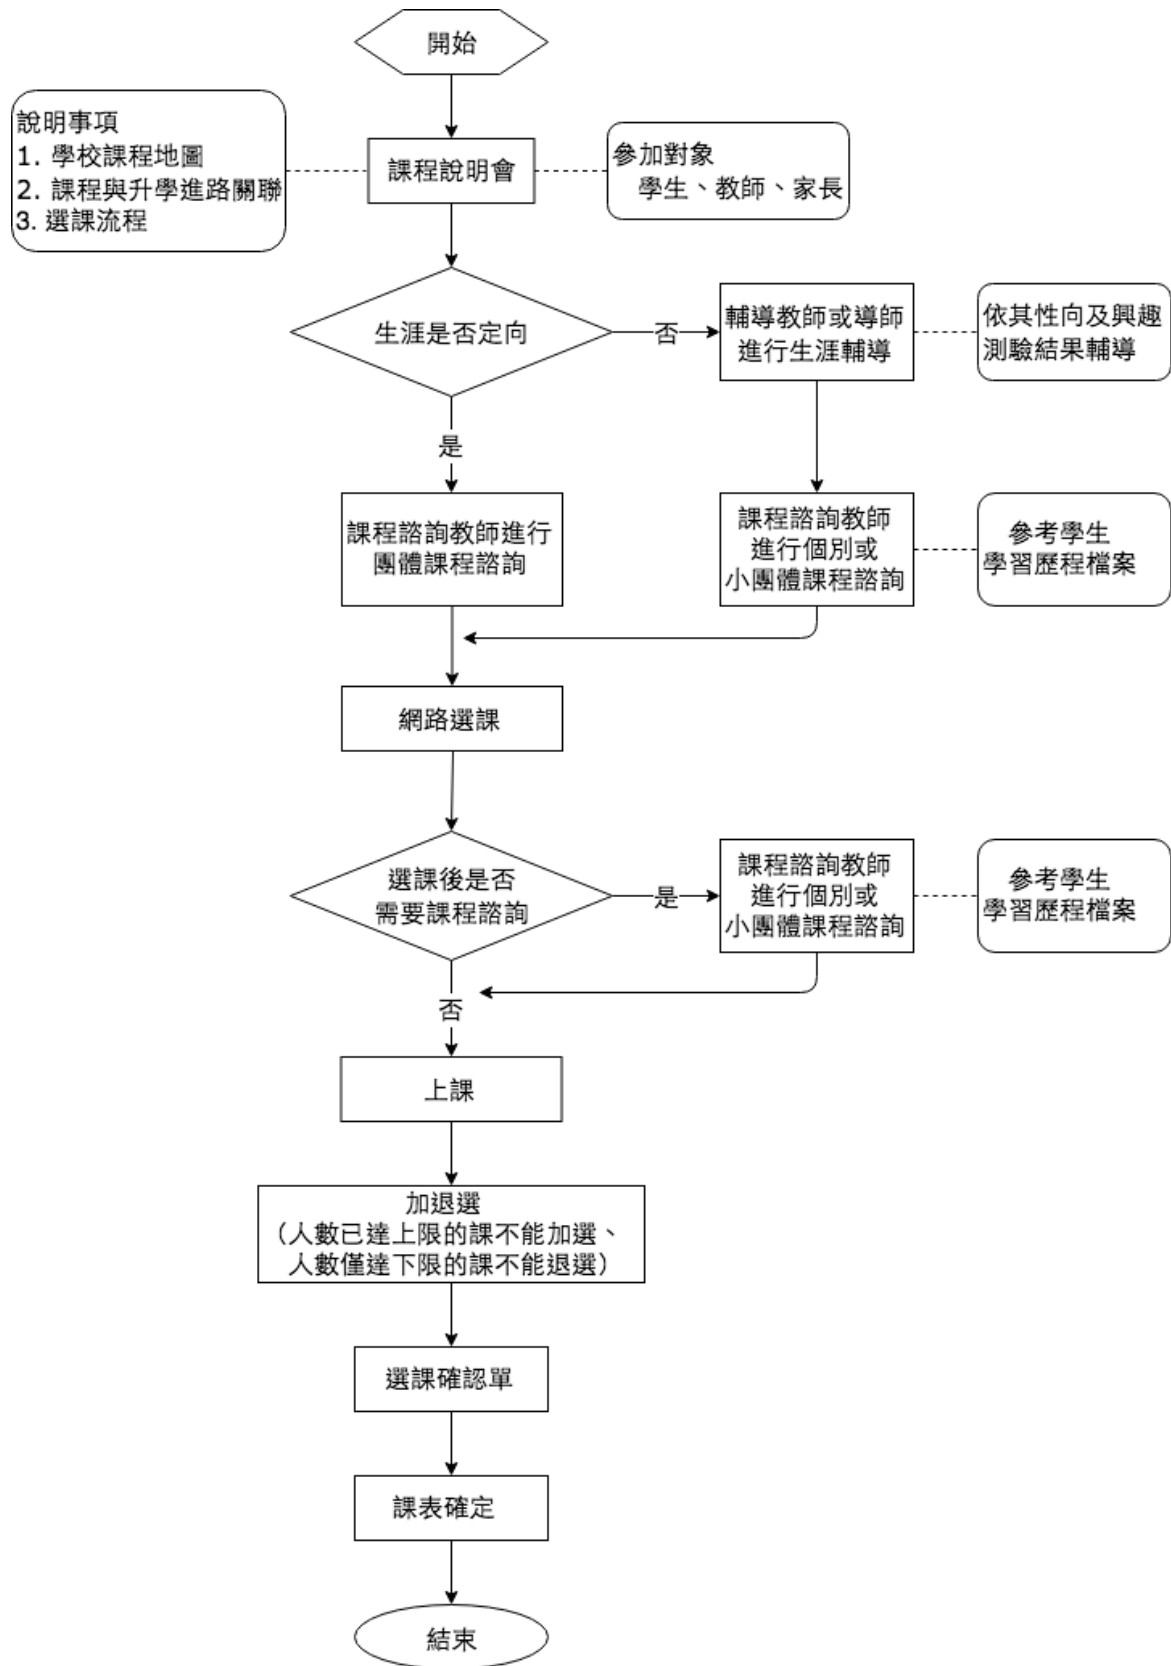 開始
說明事項
1. 學校課程地圖
2. 課程與升學進路關聯
3. 選課流程
課程說明會
參加對象
學生、教師、家長
生涯是否定向
否
輔導教師或導師
進行生涯輔導
依其性向及興趣
測驗結果輔導
是
課程諮詢教師進行
團體課程諮詢
課程諮詢教師
進行個別或
小團體課程諮詢
參考學生
學習歷程檔案
網路選課
選課後是否
需要課程諮詢
是
課程諮詢教師
進行個別或
小團體課程諮詢
參考學生
學習歷程檔案
否
上課
加退選
（人數已達上限的課不能加選、
人數僅達下限的課不能退選）
選課確認單
課表確定
結束